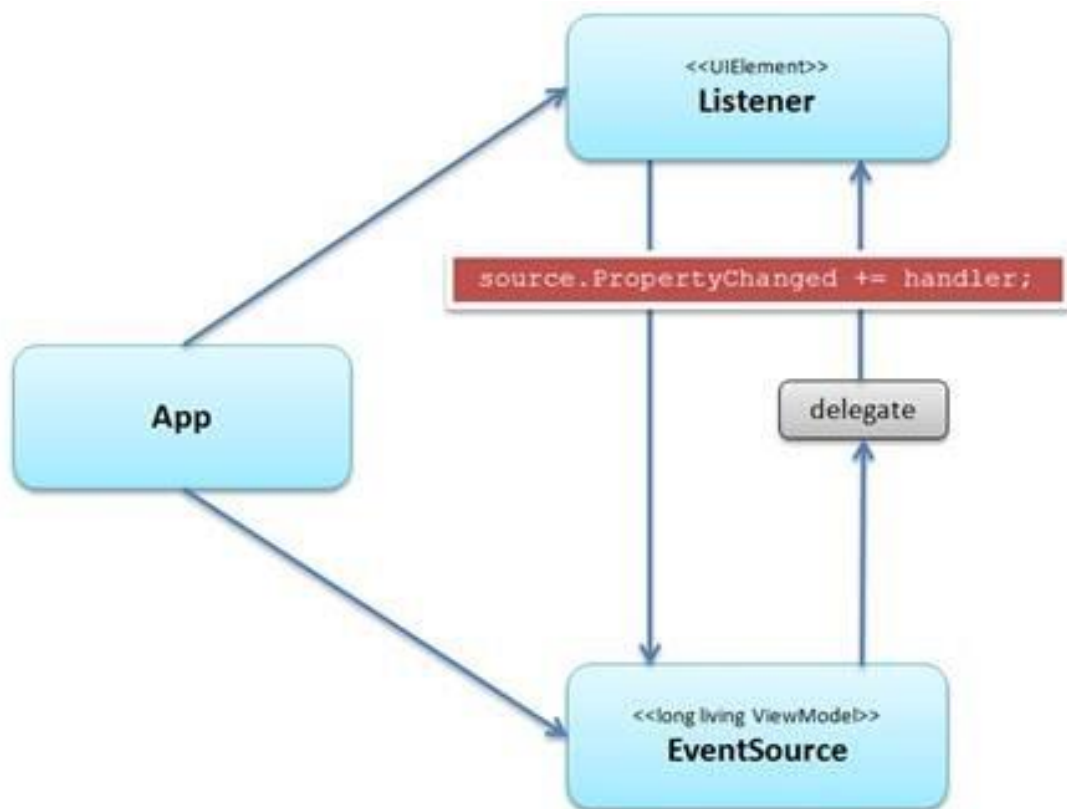 <<UIElement>>
Listener
source.PropertyChanged += handler;
App
delegate
<<long living ViewModel>>
EventSource